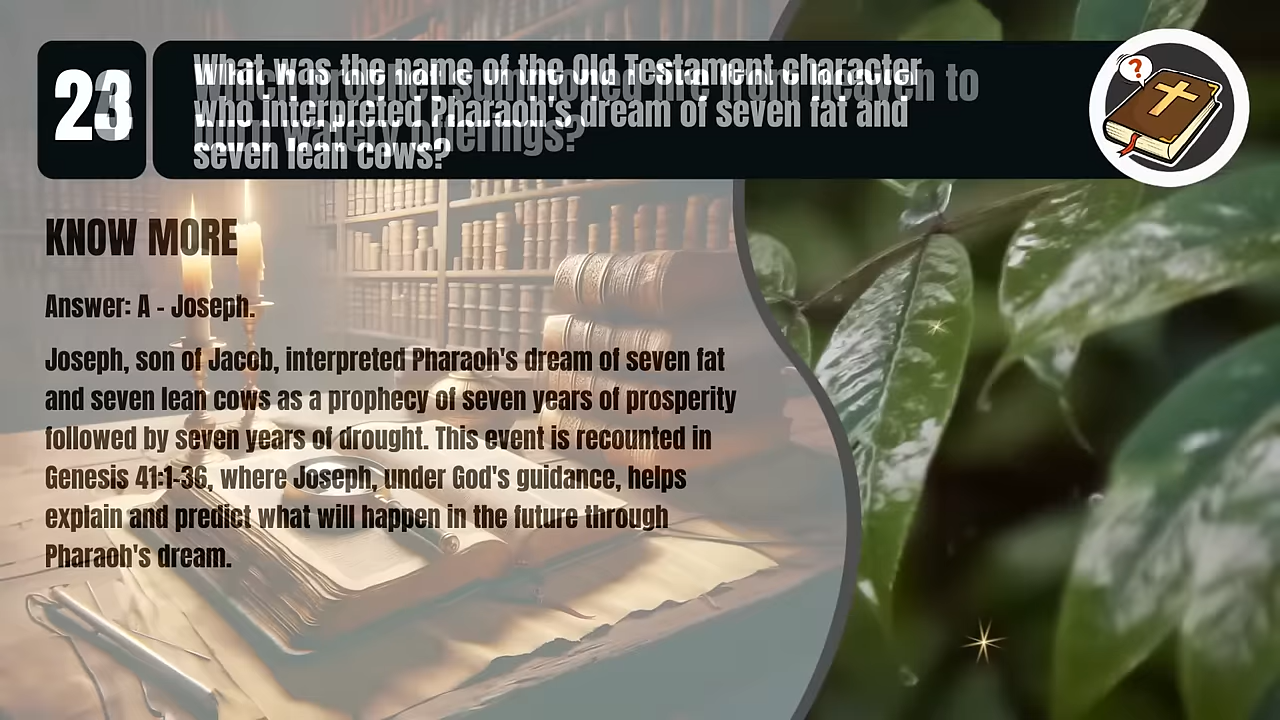 23
What was the name of the Old Testament character
who interpreted Pharaoh's dream of seven fat and
seven lean cows?
heaven to
?
KNOW MORE
Answer: A - Joseph.
Joseph, son of Jacob, interpreted Pharaoh's dream of seven fat
and seven lean cows as a prophecy of seven years of prosperity
followed by seven years of drought. This event is recounted in
Genesis 41:1-36, where Joseph, under God's guidance, helps
explain and predict what will happen in the future through
Pharaoh's dream.